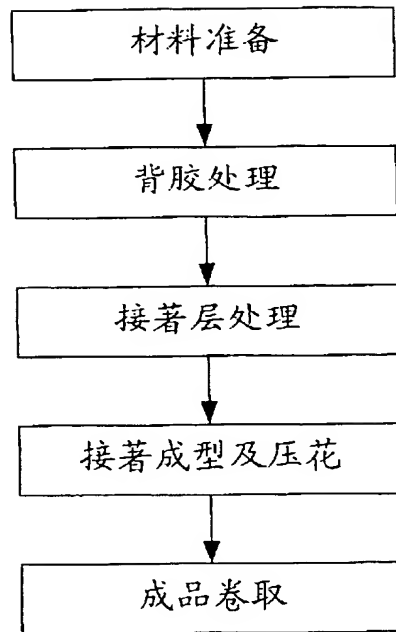 材料准备
背胶处理
接著层处理
接著成型及压花
成品卷取